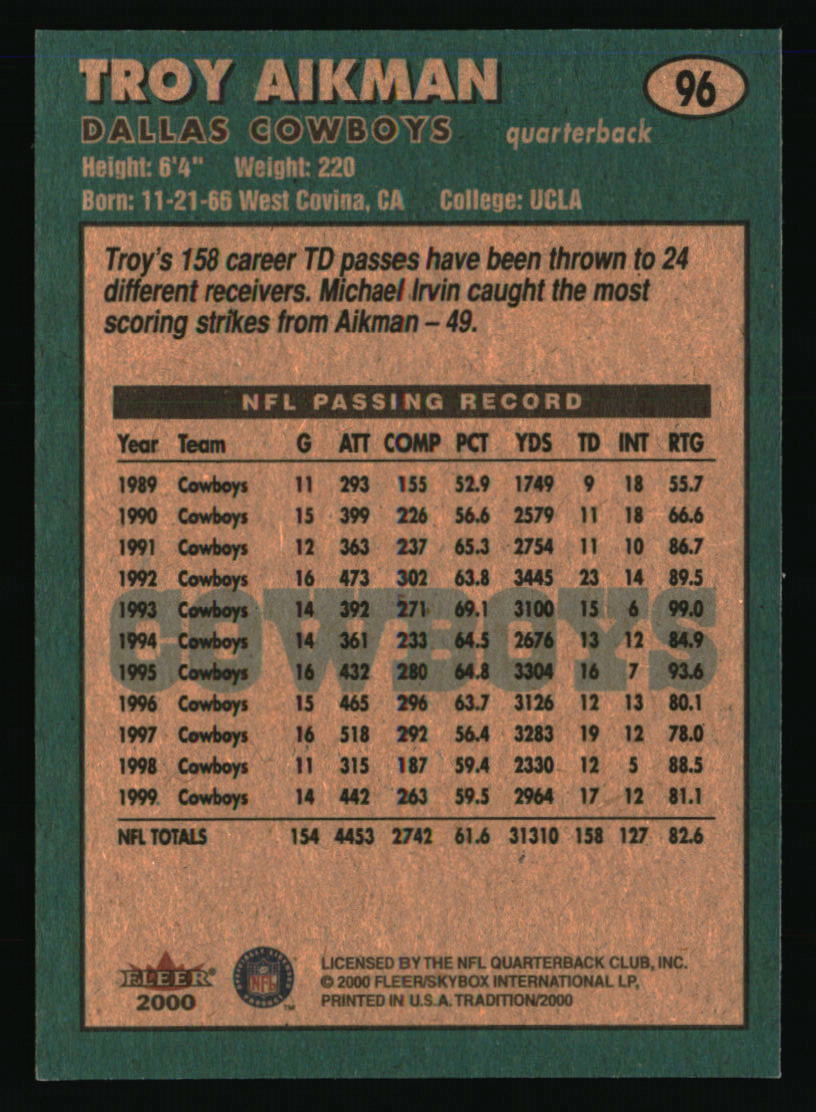 TROY AIKMAN
96
DALLAS COWBOYS quarterback
Height: 6'4" Weight: 220
Born: 11-21-66 West Covina, CA College: UCLA
Troy's 158 career TD passes have been thrown to 24
different receivers. Michael Irvin caught the most
scoring strikes from Aikman – 49.
NFL PASSING RECORD
Year Team G ATT COMP PCT YDS TD INT RTG
1989 Cowboys 11 293 155 52.9 1749 9 18 55.7
1990 Cowboys 15 399 226 56.6 2579 11 18 66.6
1991 Cowboys 12 363 237 65.3 2754 11 10 86.7
1992 Cowboys 16 473 302 63.8 3445 23 14 89.5
1993 Cowboys 14 392 271 69.1 3100 15 6 99.0
1994 Cowboys 14 361 233 64.5 2676 13 12 84.9
1995 Cowboys 16 432 280 64.8 3304 16 7 93.6
1996 Cowboys 15 465 296 63.7 3126 12 13 80.1
1997 Cowboys 16 518 292 56.4 3283 19 12 78.0
1998 Cowboys 11 315 187 59.4 2330 12 5 88.5
1999 Cowboys 14 442 263 59.5 2964 17 12 81.1
COWBOYS
NFL TOTALS 154 4453 2742 61.6 31310 158 127 82.6
FLEER®
2000
NFL
™
LICENSED BY THE NFL QUARTERBACK CLUB, INC.
© 2000 FLEER/SKYBOX INTERNATIONAL LP,
PRINTED IN U.S.A. TRADITION/2000